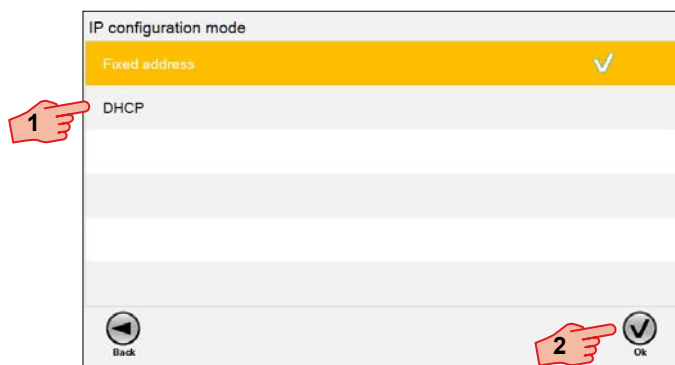 IP configuration mode
Fixed address
DHCP
1
Back
2
Ok